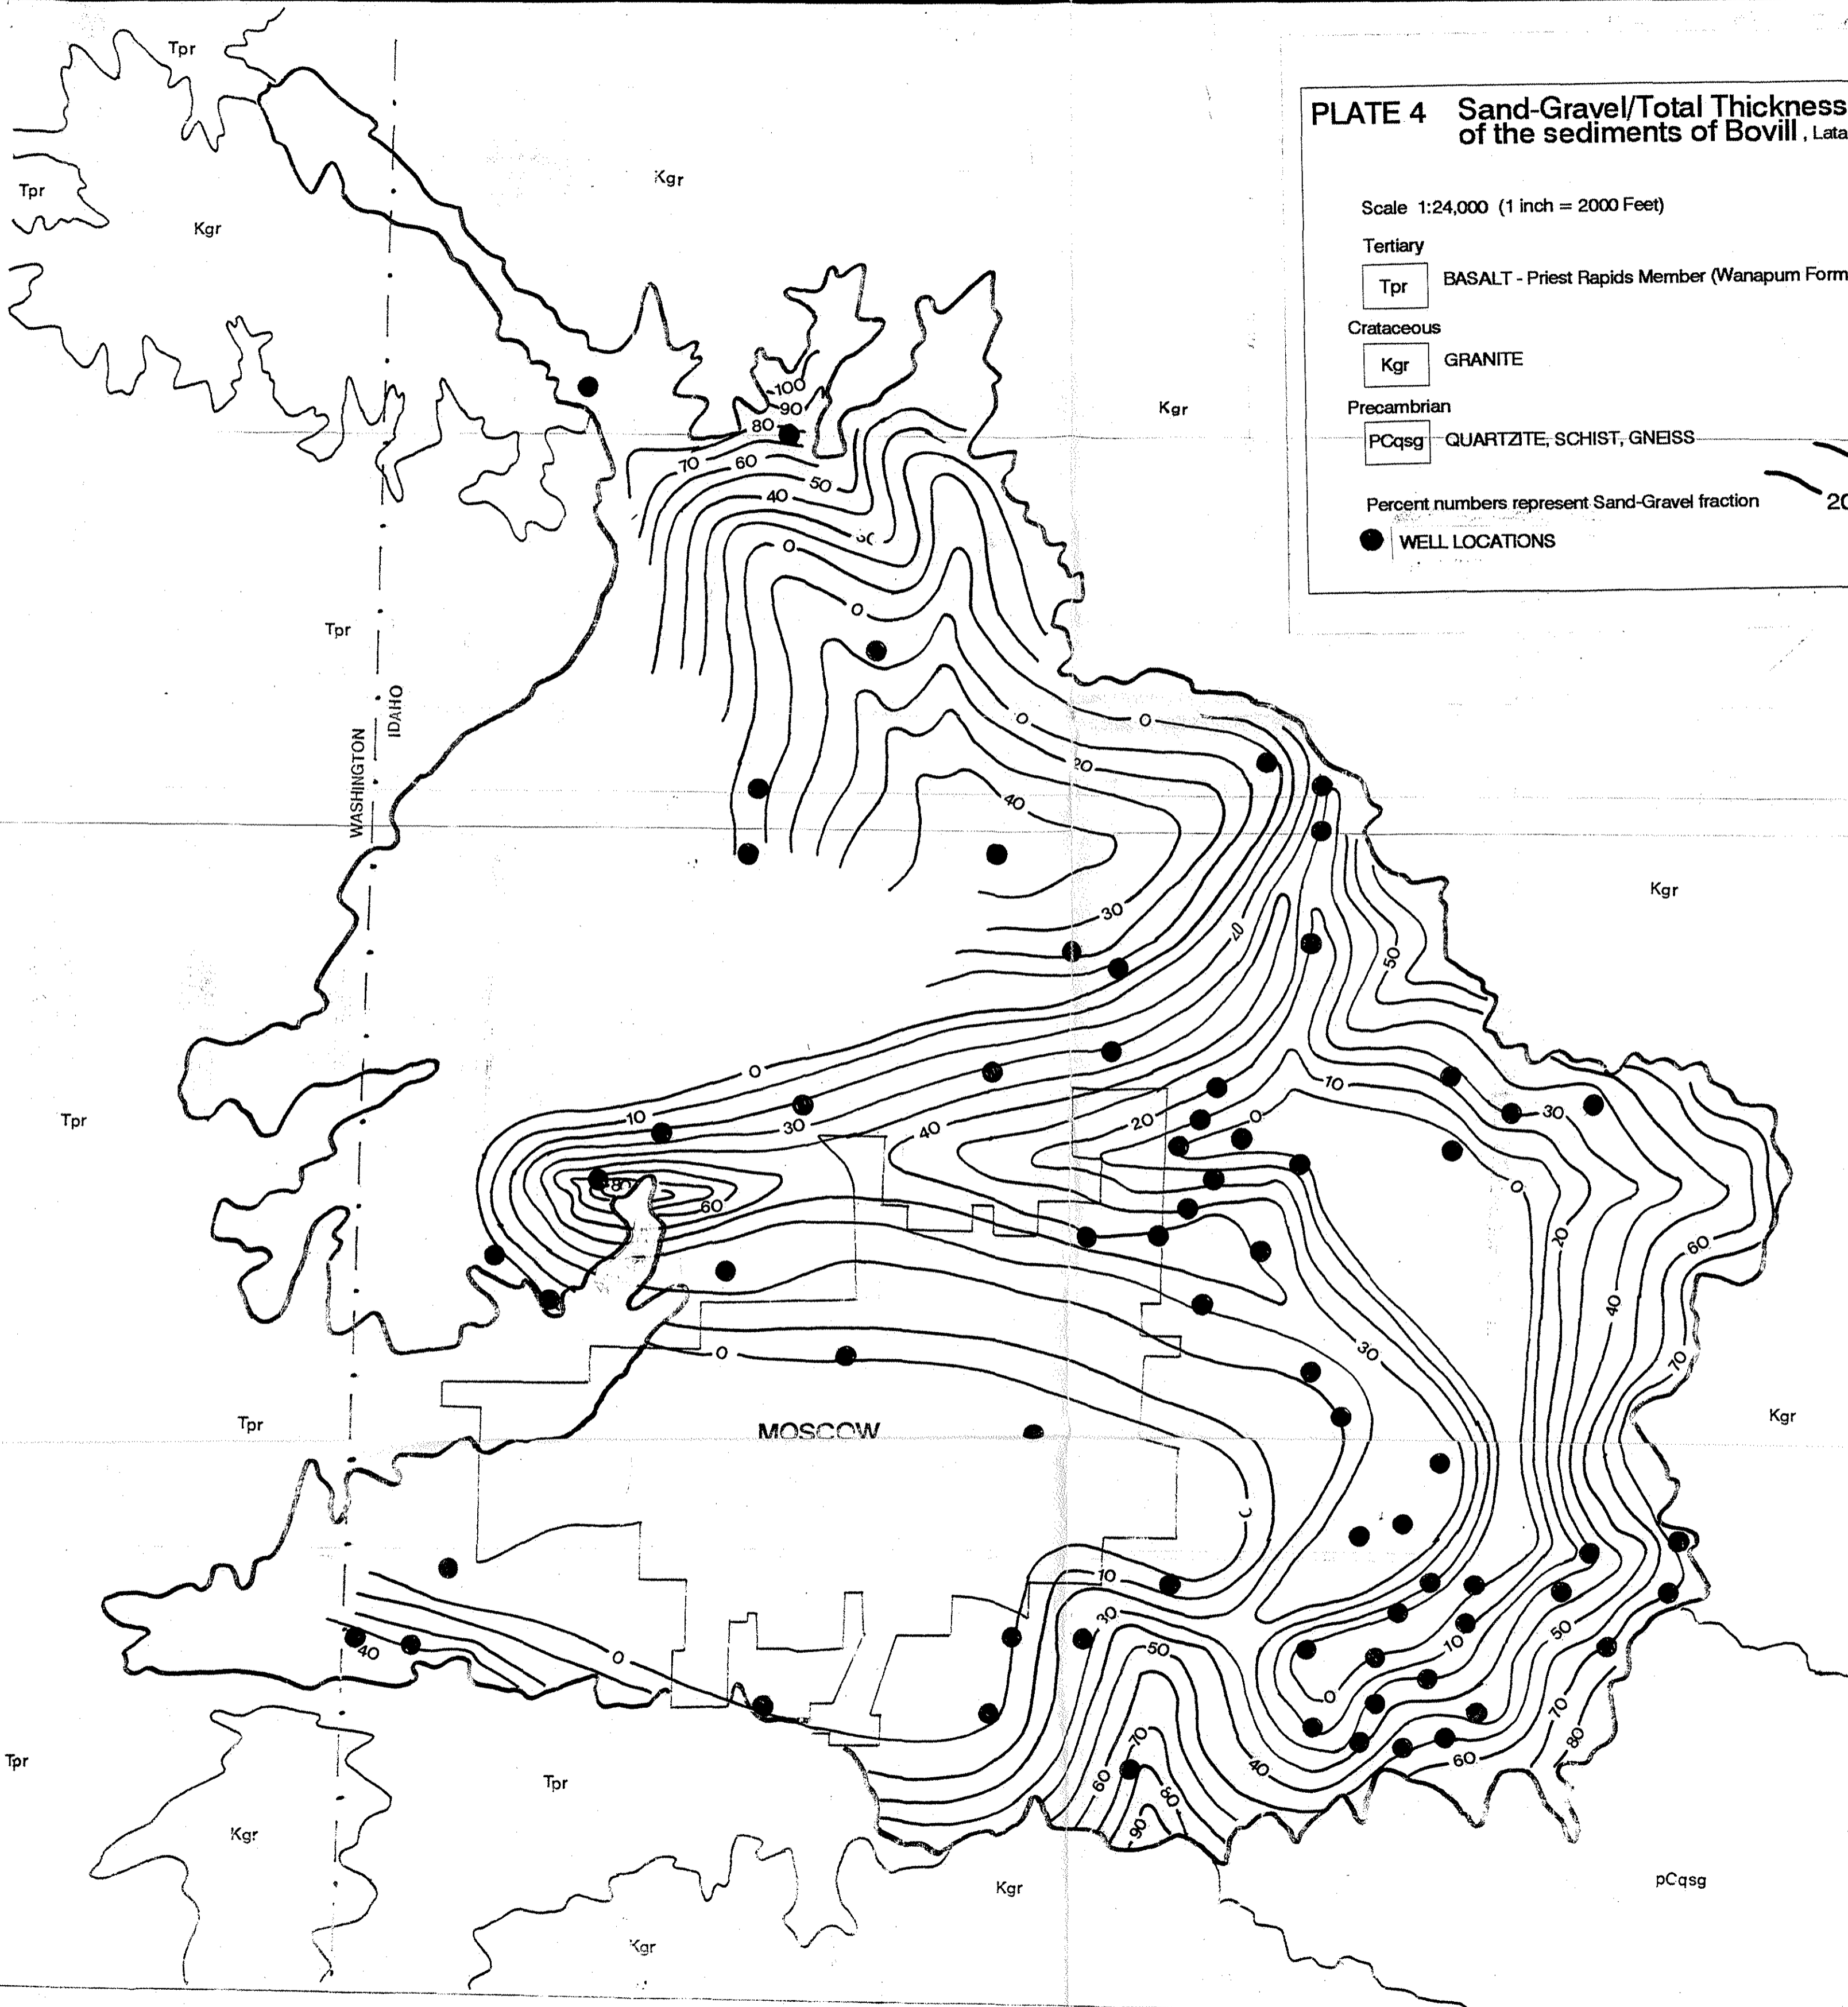 PLATE 4 Sand-Gravel/Total Thickness
of the sediments of Bovill, Lata
Scale 1:24,000 (1 inch = 2000 Feet)
Tertiary
Tpr BASALT - Priest Rapids Member (Wanapum Form
Crataceous
Kgr GRANITE
Precambrian
PCqsg QUARTZITE, SCHIST, GNEISS
Percent numbers represent Sand-Gravel fraction 20
WELL LOCATIONS
Tpr
Kgr
Tpr
Kgr
100
90
Kgr
80
70 60
50
40
0
0
Tpr
WASHINGTON
IDAHO
0
0
20
40
Kgr
30
40
50
0
10
Tpr
10
30
40
20
0
30
80
60
0
20
60
40
30
0
70
Tpr
MOSCOW
Kgr
10
30
50
50
10
40
0
0
70
70
80
40
60
60
80
90
Tpr
Tpr
Kgr
Kgr
pCqsg
Kgr